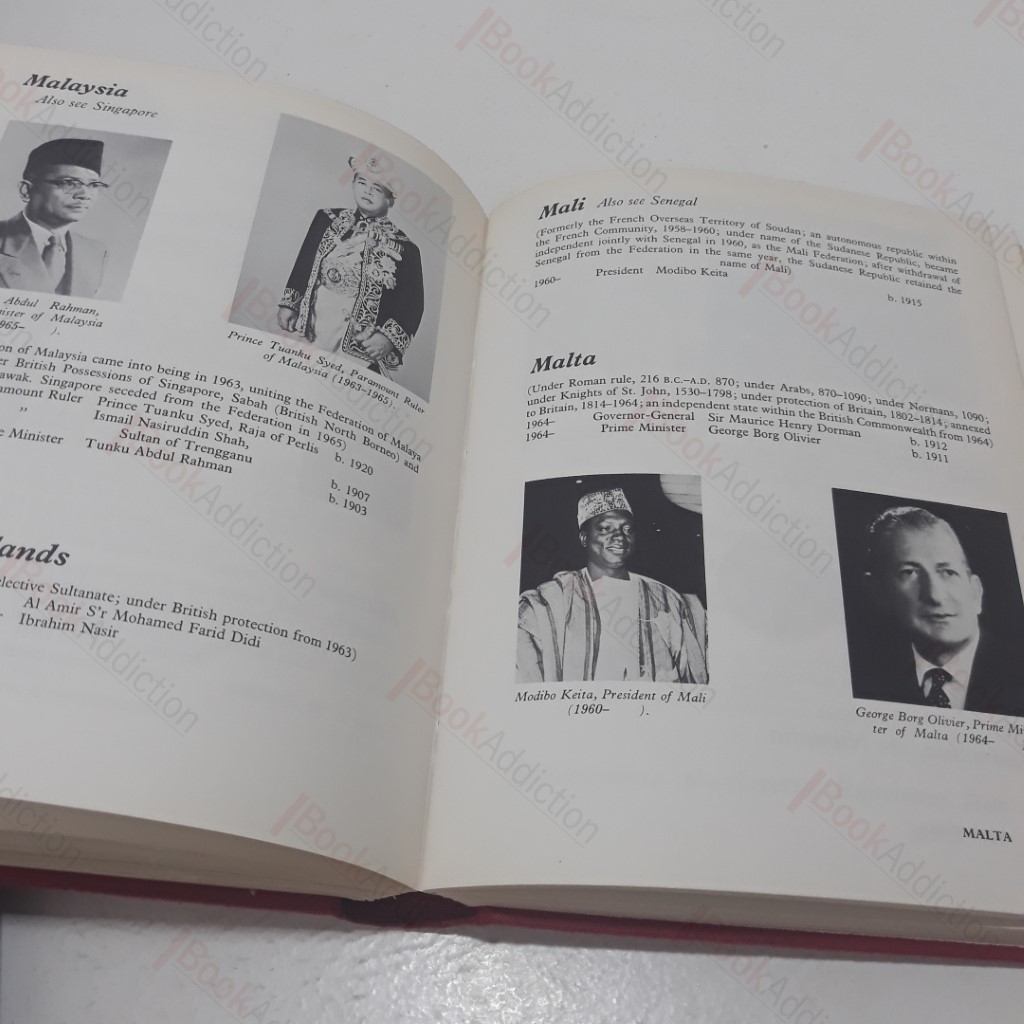 Malaysia
Also see Singapore
Abdul Rahman,
ister of Malaysia
965– ).
Prince Tuanku Syed, Paramount Ruler
of Malaysia (1963–1965).
on of Malaysia came into being in 1963, uniting the Federation of Malaya
er British Possessions of Singapore, Sabah (British North Borneo) and
awak. Singapore seceded from the Federation in 1965)
amount Ruler Prince Tuanku Syed, Raja of Perlis b. 1920
" Ismail Nasiruddin Shah,
Sultan of Trengganu b. 1907
e Minister Tunku Abdul Rahman b. 1903
lands
elective Sultanate; under British protection from 1963)
Al Amir S'r Mohamed Farid Didi
Ibrahim Nasir
Mali Also see Senegal
(Formerly the French Overseas Territory of Soudan; an autonomous republic within
the French Community, 1958–1960; under name of the Sudanese Republic, became
independent jointly with Senegal in 1960, as the Mali Federation; after withdrawal of
Senegal from the Federation in the same year, the Sudanese Republic retained the
name of Mali)
1960– President Modibo Keita b. 1915
Malta
(Under Roman rule, 216 B.C.–A.D. 870; under Arabs, 870–1090; under Normans, 1090;
under Knights of St. John, 1530–1798; under protection of Britain, 1802–1814; annexed
to Britain, 1814–1964; an independent state within the British Commonwealth from 1964)
1964– Governor-General Sir Maurice Henry Dorman b. 1912
1964– Prime Minister George Borg Olivier b. 1911
Modibo Keita, President of Mali
(1960– ).
George Borg Olivier, Prime Mi
ter of Malta (1964–
MALTA
BookAddiction